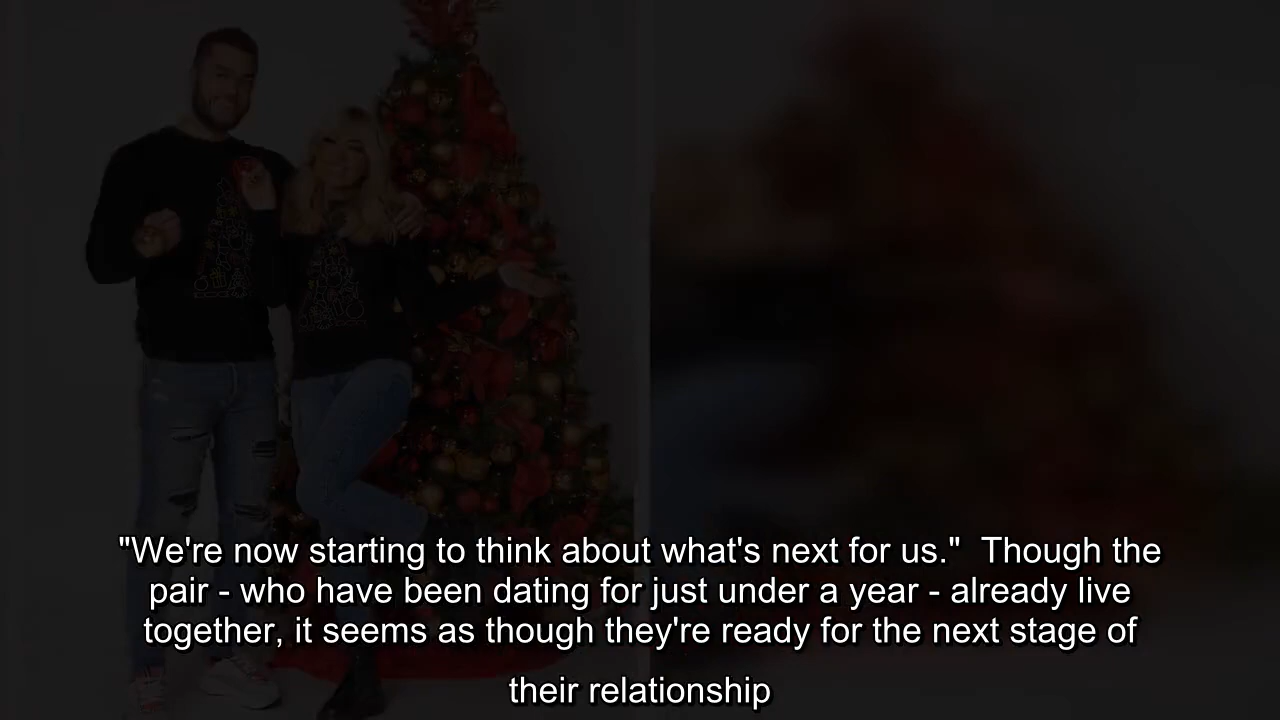 "We're now starting to think about what's next for us."  Though the
pair - who have been dating for just under a year - already live
together, it seems as though they're ready for the next stage of
their relationship